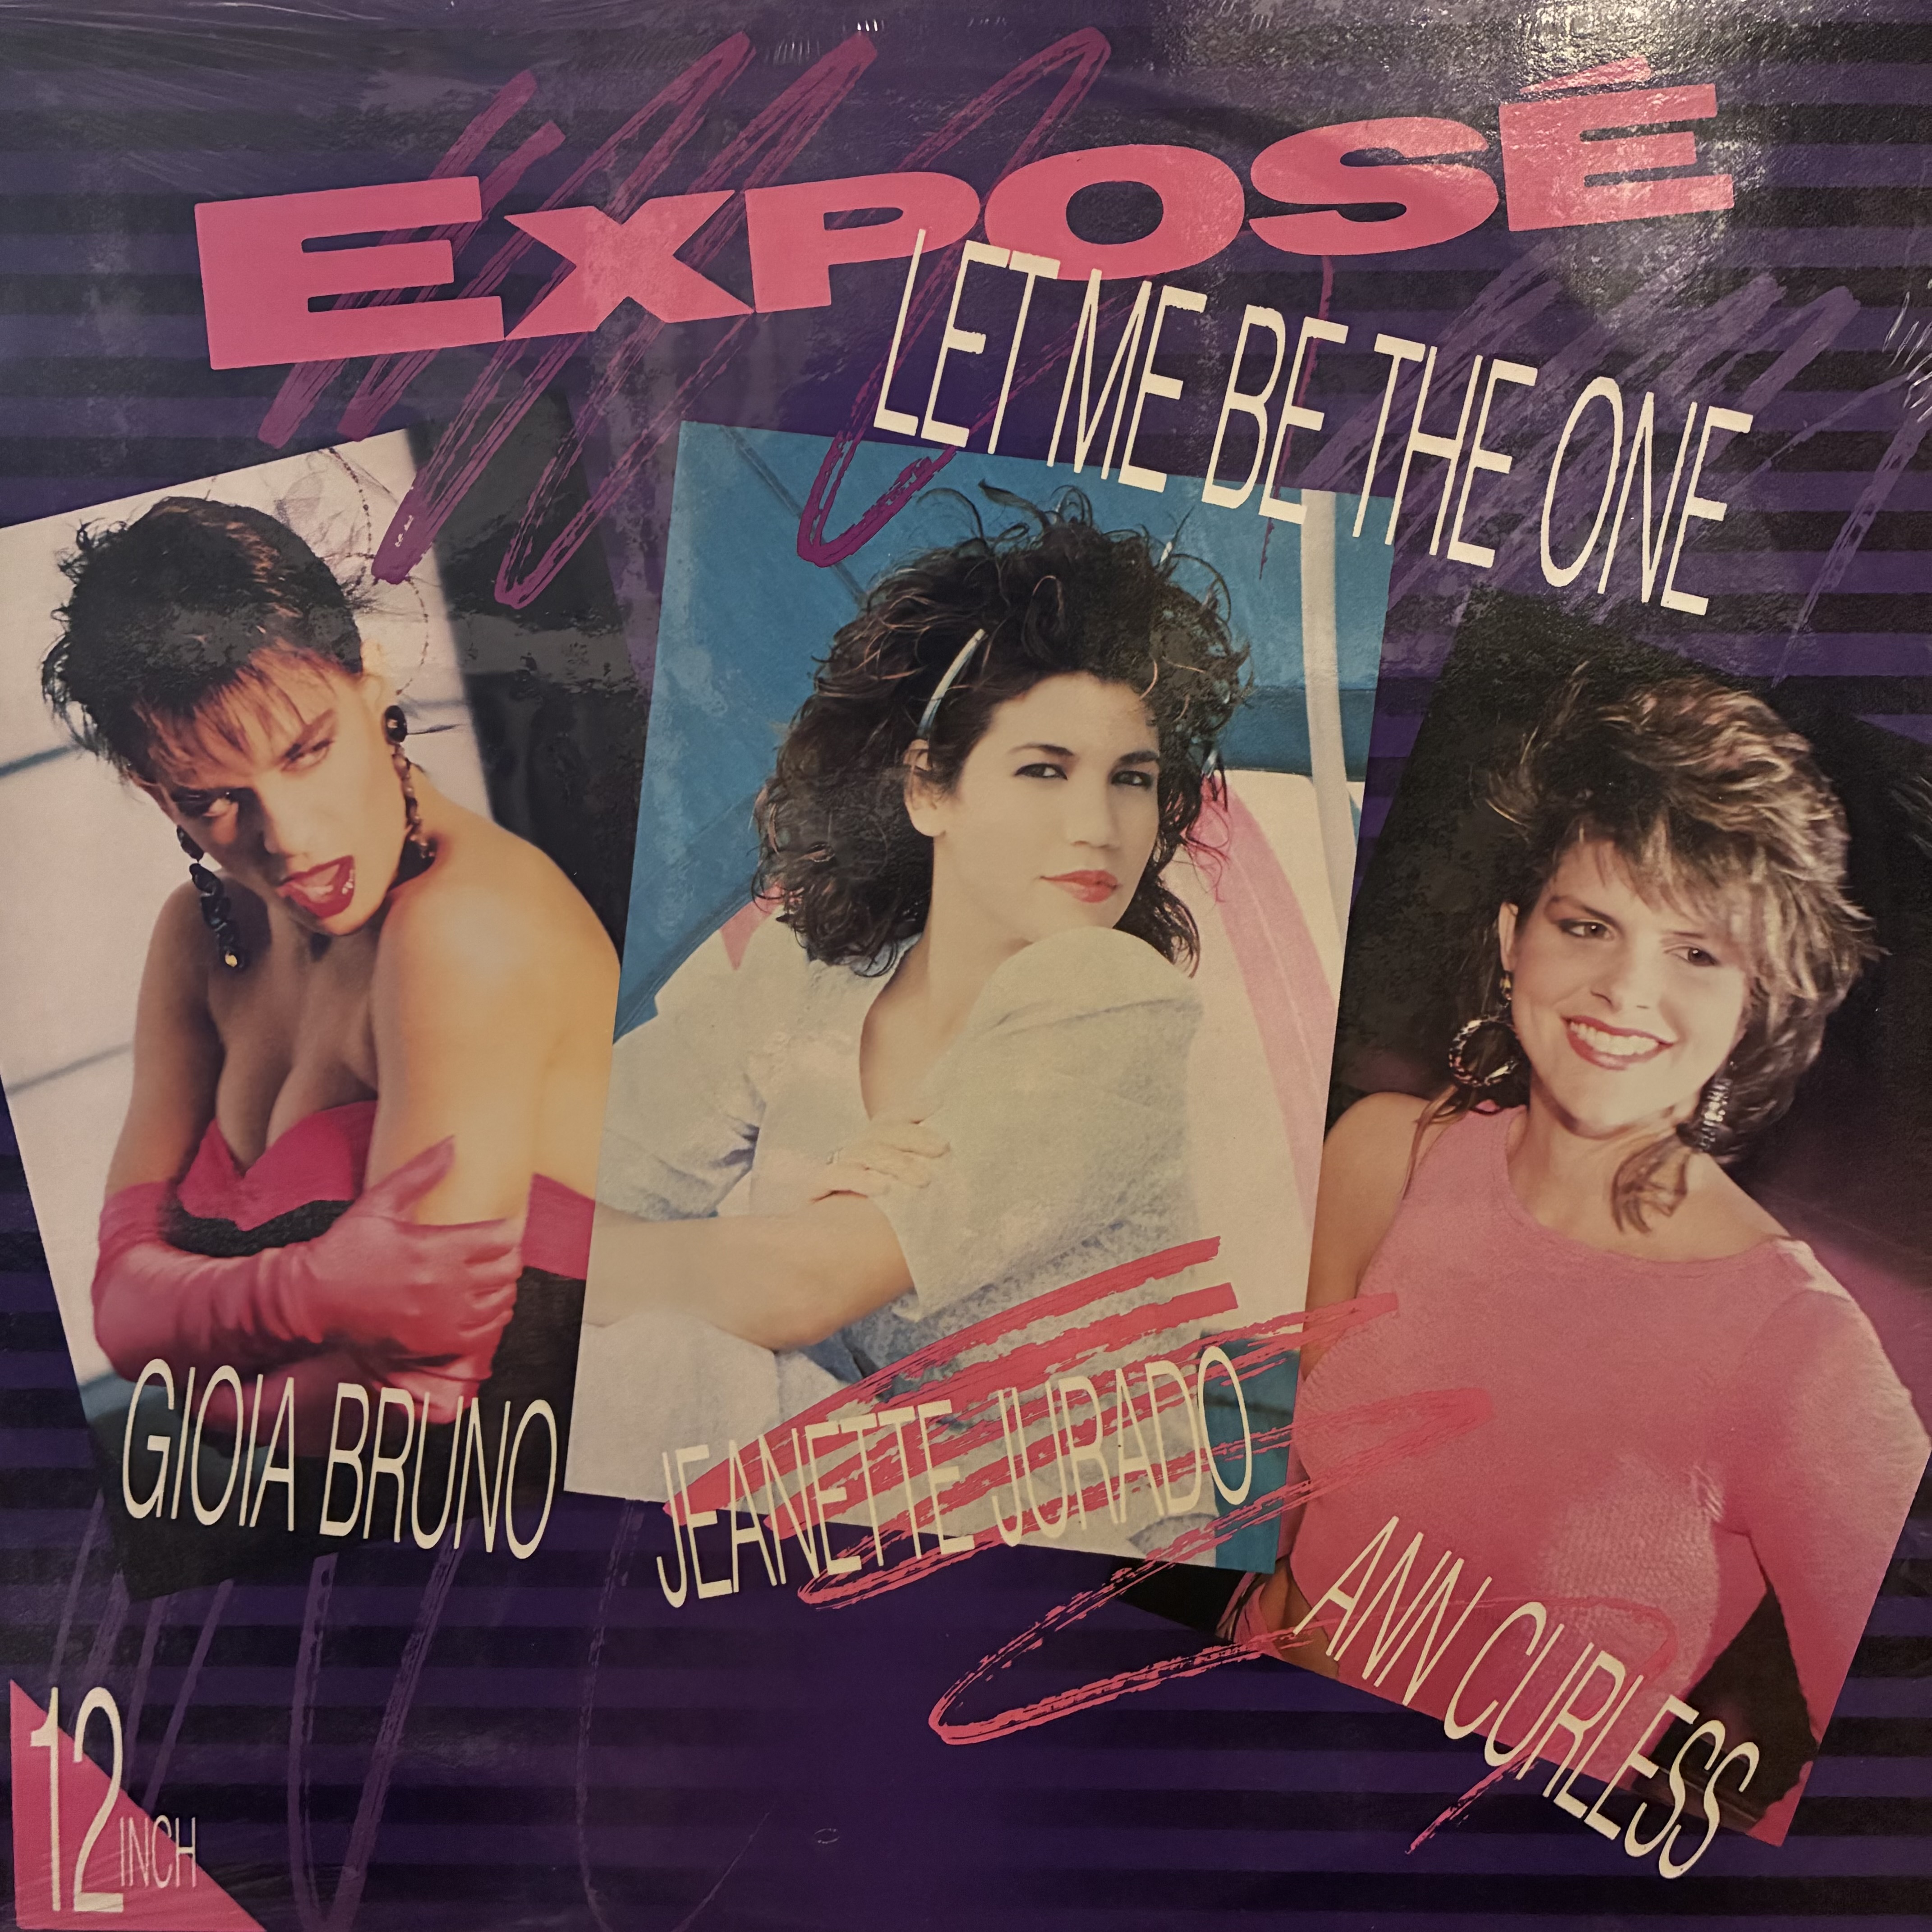 EXPOSÉ
LET ME BE THE ONE
GIOIA BRUNO
JEANETTE JURADO
ANN CURLESS
12 INCH